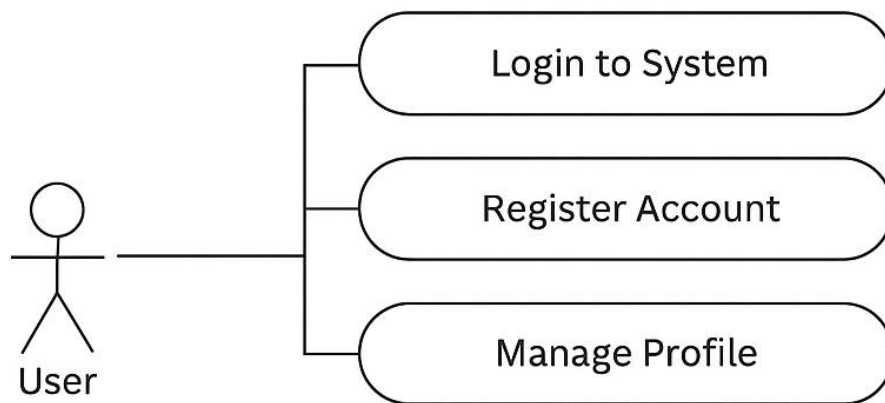 Login to System
Register Account
Manage Profile
User